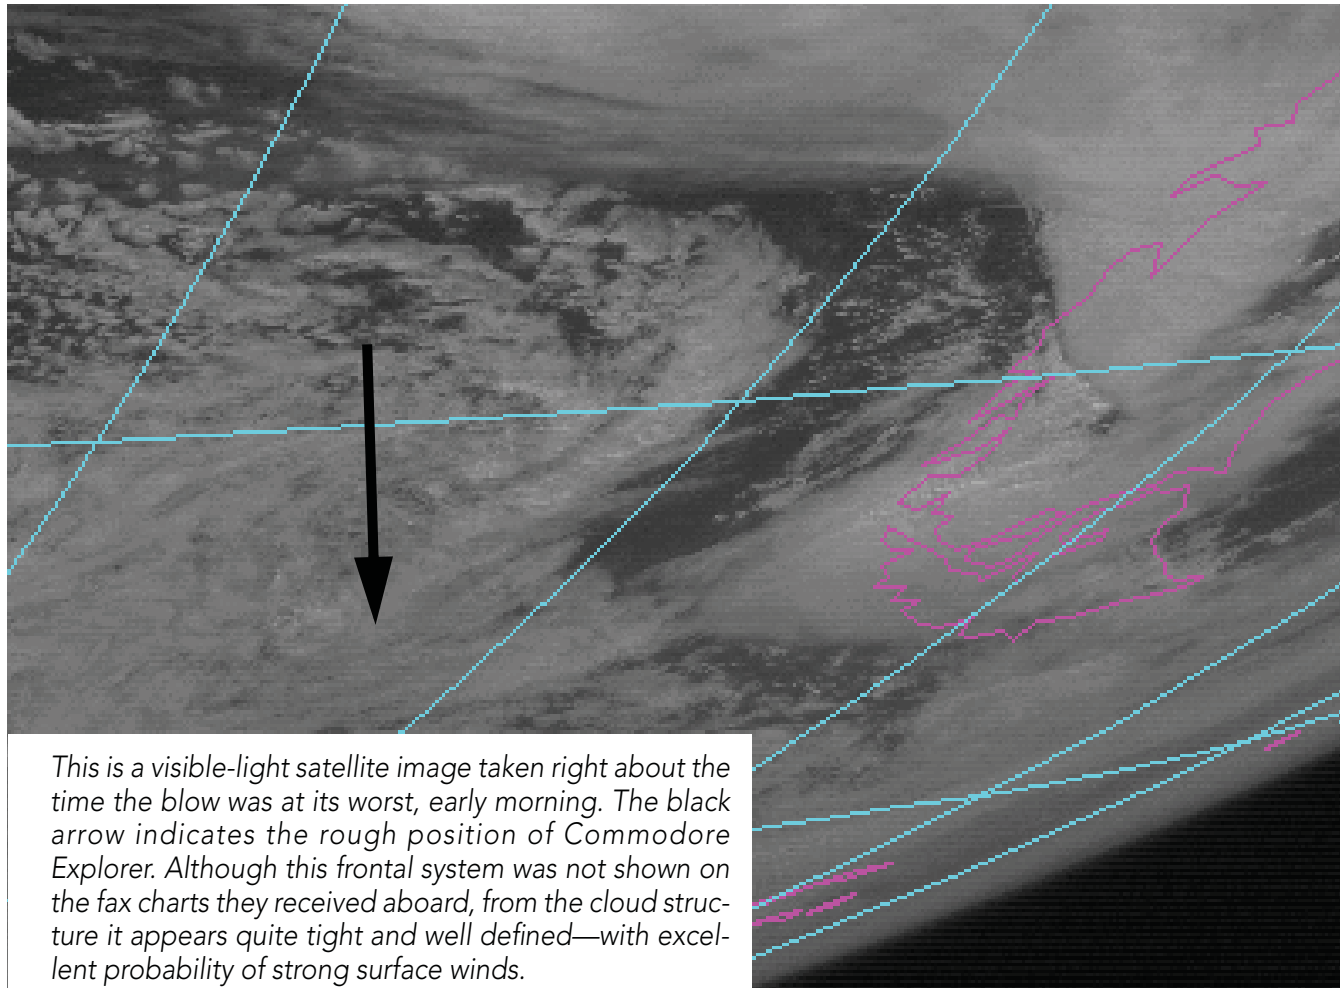 This is a visible-light satellite image taken right about the
time the blow was at its worst, early morning. The black
arrow indicates the rough position of Commodore
Explorer. Although this frontal system was not shown on
the fax charts they received aboard, from the cloud struc-
ture it appears quite tight and well defined—with excel-
lent probability of strong surface winds.